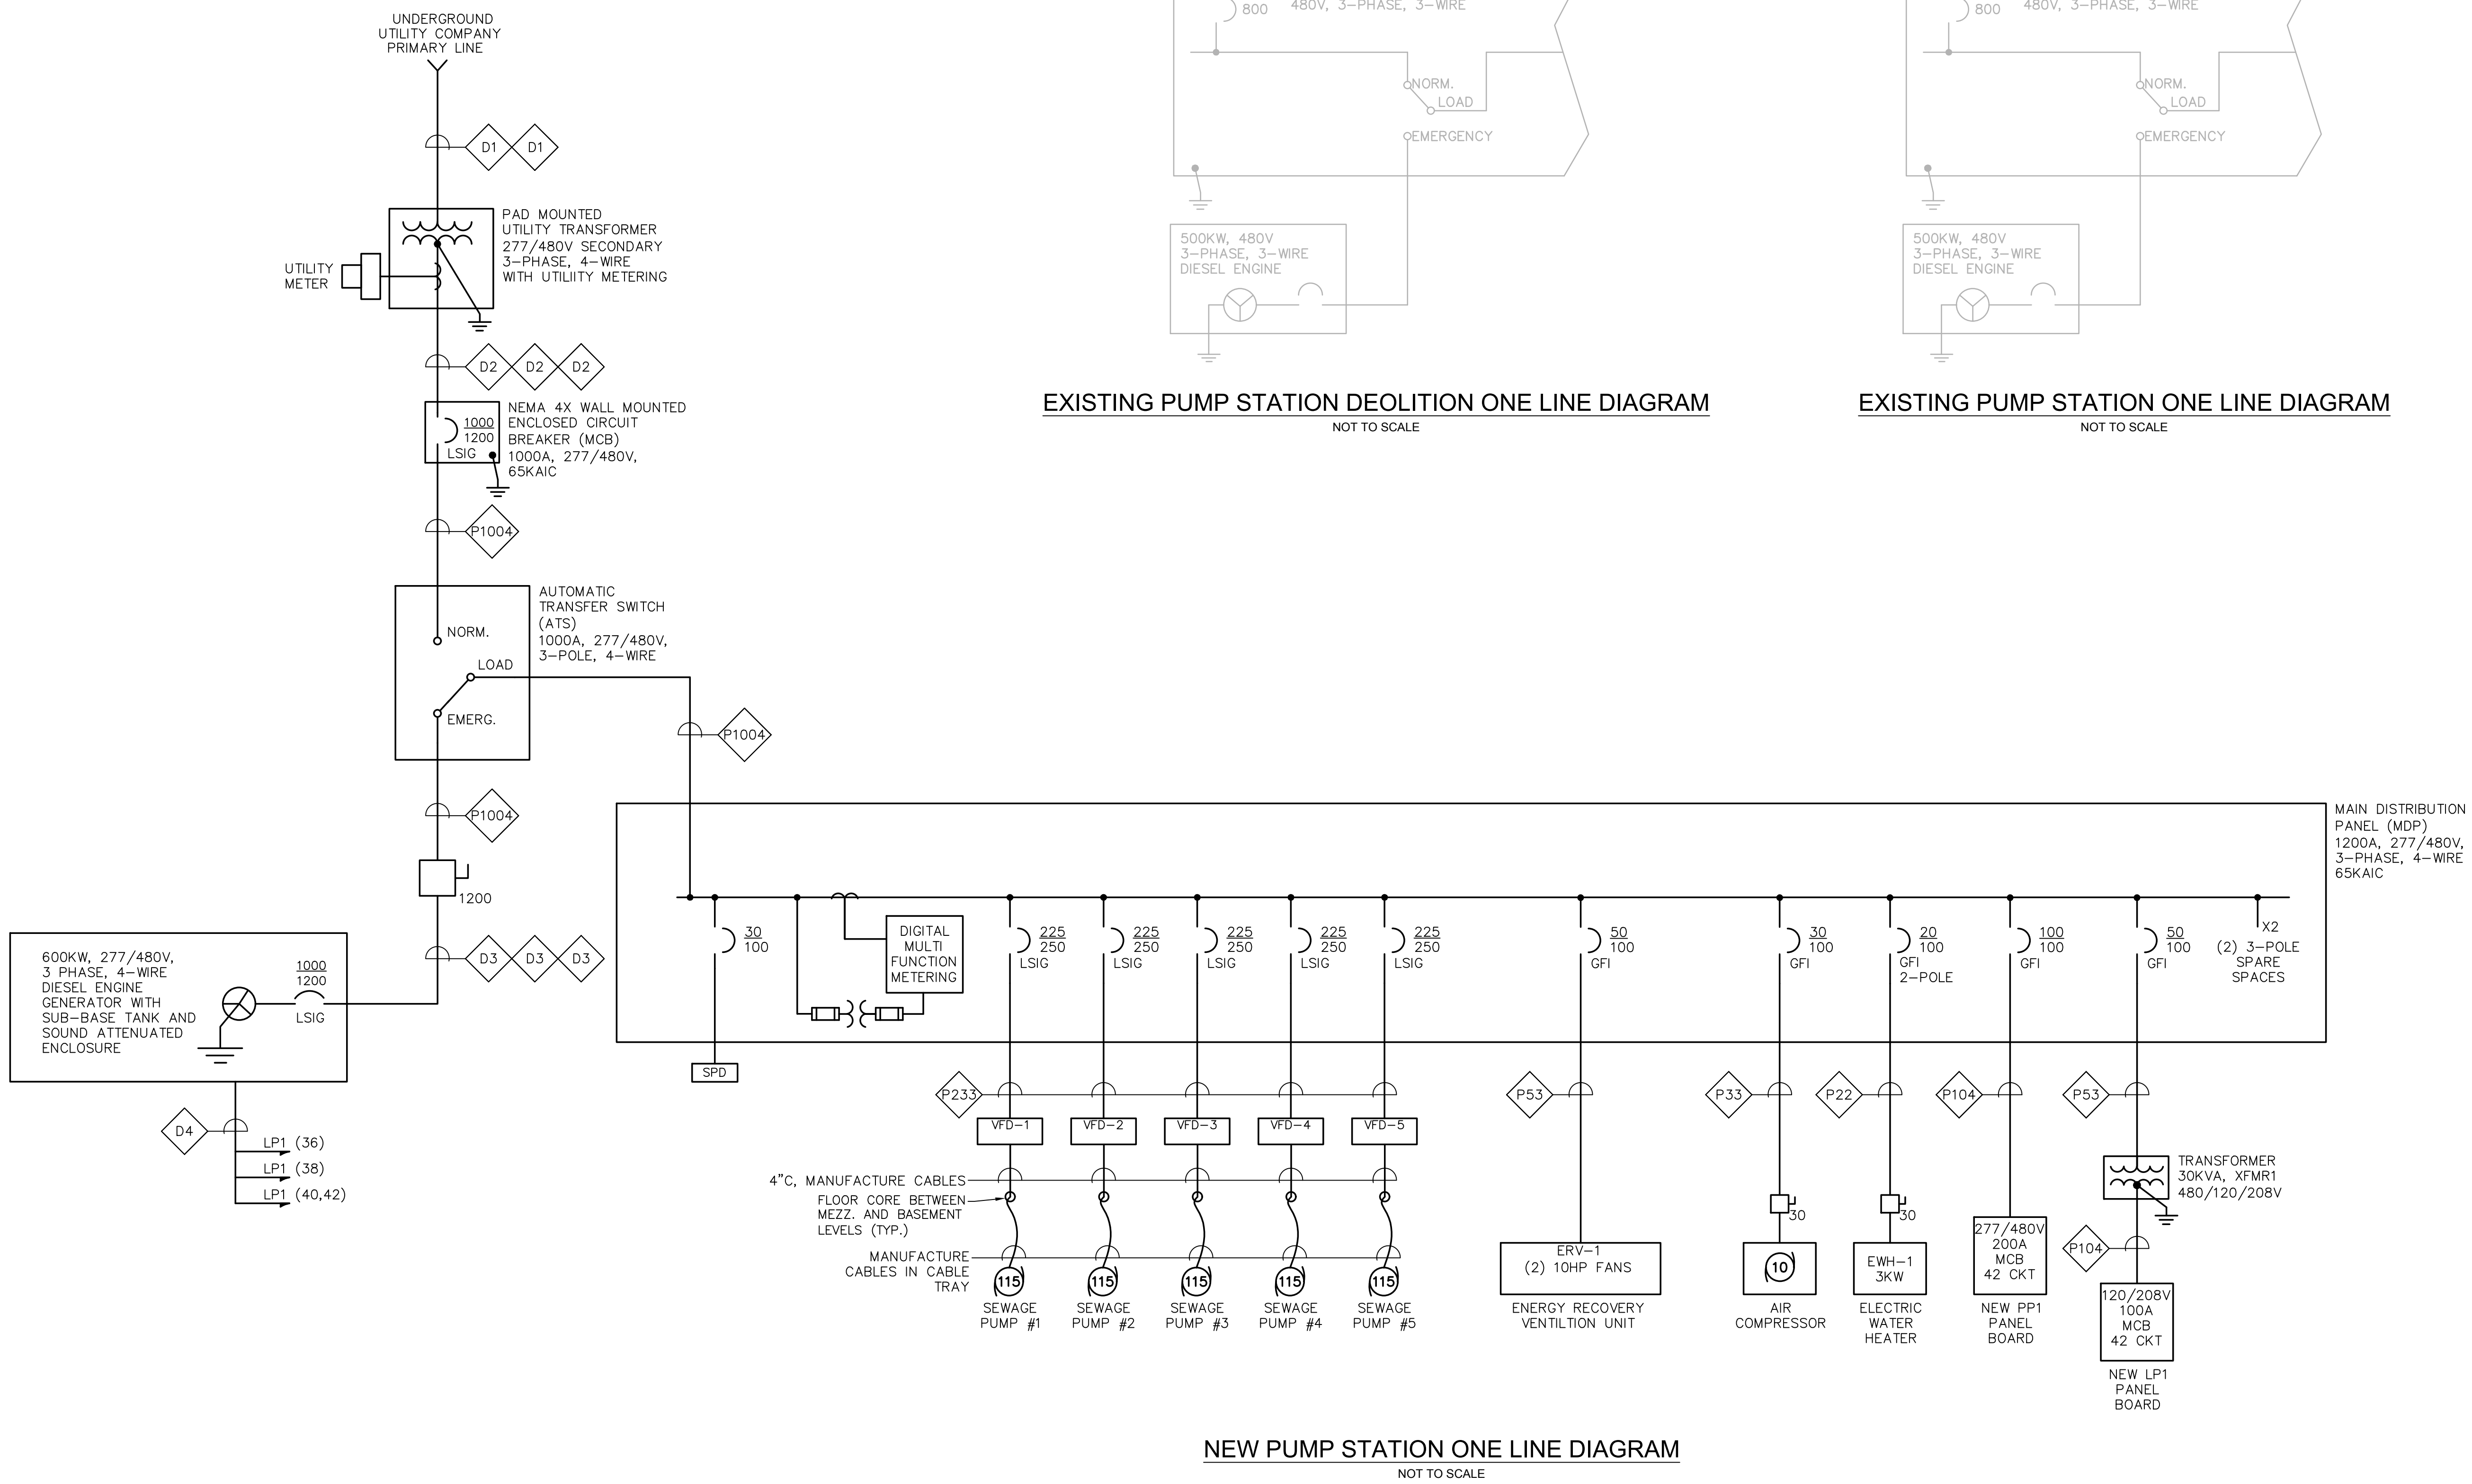 UNDERGROUND
UTILITY COMPANY
PRIMARY LINE
D1
D1
PAD MOUNTED
UTILITY TRANSFORMER
277/480V SECONDARY
3-PHASE, 4-WIRE
WITH UTILIITY METERING
UTILITY
METER
D2
D2
D2
1000
1200
LSIG
NEMA 4X WALL MOUNTED
ENCLOSED CIRCUIT
BREAKER (MCB)
1000A, 277/480V,
65KAIC
P1004
AUTOMATIC
TRANSFER SWITCH
(ATS)
1000A, 277/480V,
3-POLE, 4-WIRE
NORM.
LOAD
EMERG.
P1004
P1004
1200
D3
D3
D3
600KW, 277/480V,
3 PHASE, 4-WIRE
DIESEL ENGINE
GENERATOR WITH
SUB-BASE TANK AND
SOUND ATTENUATED
ENCLOSURE
1000
1200
LSIG
D4
LP1 (36)
LP1 (38)
LP1 (40,42)
800
480V, 3-PHASE, 3-WIRE
NORM.
LOAD
EMERGENCY
500KW, 480V
3-PHASE, 3-WIRE
DIESEL ENGINE
EXISTING PUMP STATION DEOLITION ONE LINE DIAGRAM
NOT TO SCALE
800
480V, 3-PHASE, 3-WIRE
NORM.
LOAD
EMERGENCY
500KW, 480V
3-PHASE, 3-WIRE
DIESEL ENGINE
EXISTING PUMP STATION ONE LINE DIAGRAM
NOT TO SCALE
MAIN DISTRIBUTION
PANEL (MDP)
1200A, 277/480V,
3-PHASE, 4-WIRE
65KAIC
30
100
SPD
DIGITAL
MULTI
FUNCTION
METERING
225
250
LSIG
225
250
LSIG
225
250
LSIG
225
250
LSIG
225
250
LSIG
50
100
GFI
30
100
GFI
20
100
GFI
2-POLE
100
100
GFI
50
100
GFI
X2
(2) 3-POLE
SPARE
SPACES
P233
P53
P33
P22
P104
P53
VFD-1
VFD-2
VFD-3
VFD-4
VFD-5
4"C, MANUFACTURE CABLES
FLOOR CORE BETWEEN
MEZZ. AND BASEMENT
LEVELS (TYP.)
MANUFACTURE
CABLES IN CABLE
TRAY
115
115
115
115
115
SEWAGE
PUMP #1
SEWAGE
PUMP #2
SEWAGE
PUMP #3
SEWAGE
PUMP #4
SEWAGE
PUMP #5
ERV-1
(2) 10HP FANS
ENERGY RECOVERY
VENTILTION UNIT
30
10
AIR
COMPRESSOR
30
EWH-1
3KW
ELECTRIC
WATER
HEATER
277/480V
200A
MCB
42 CKT
NEW PP1
PANEL
BOARD
TRANSFORMER
30KVA, XFMR1
480/120/208V
P104
120/208V
100A
MCB
42 CKT
NEW LP1
PANEL
BOARD
NEW PUMP STATION ONE LINE DIAGRAM
NOT TO SCALE